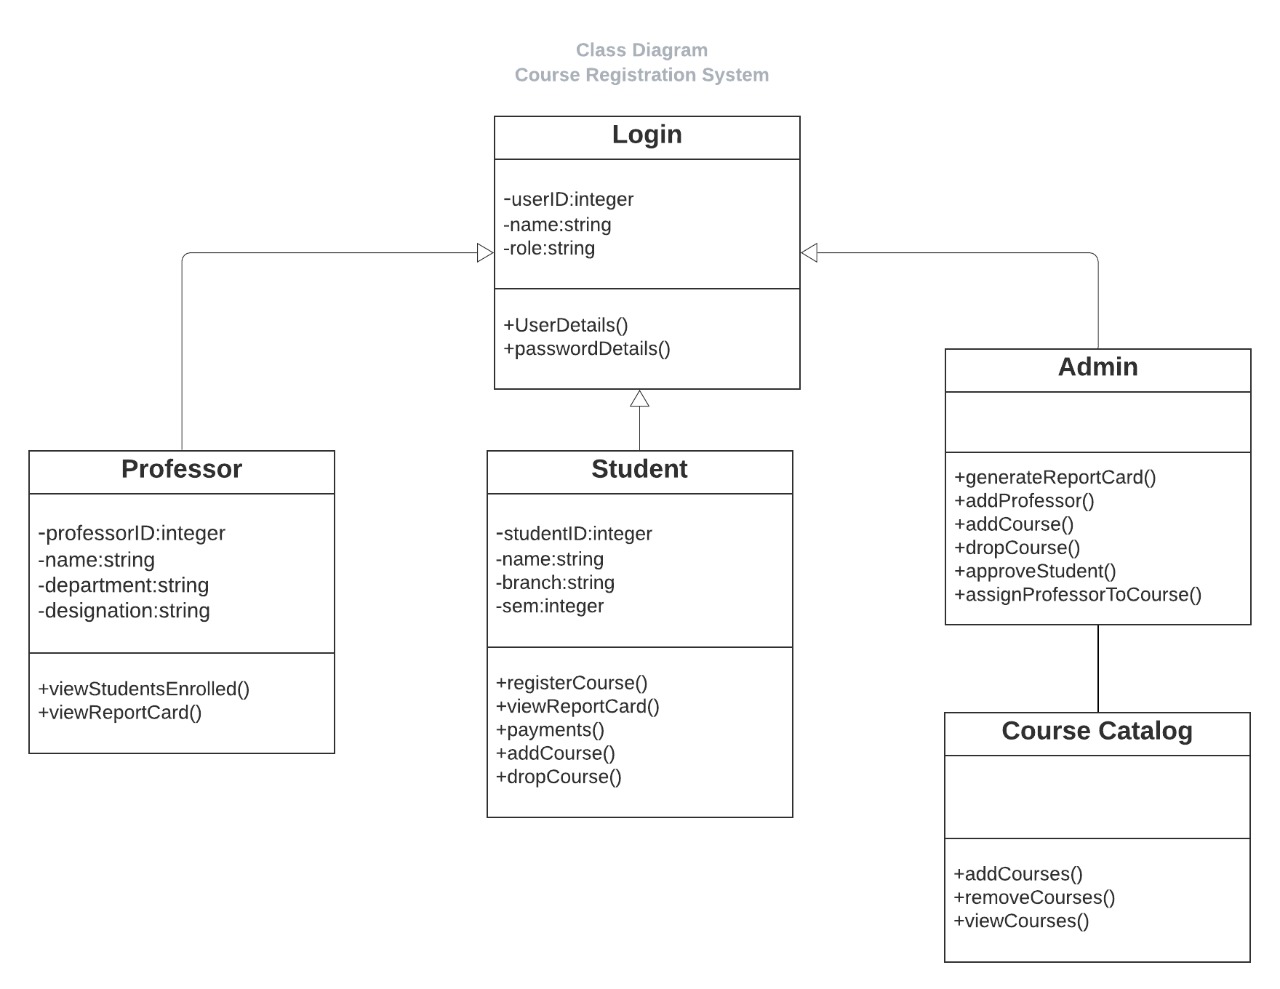 Class Diagram
Course Registration System
Login
-userID:integer
-name:string
-role:string
+UserDetails()
+passwordDetails()
Professor
-professorID:integer
-name:string
-department:string
-designation:string
+viewStudentsEnrolled()
+viewReportCard()
Student
-studentID:integer
-name:string
-branch:string
-sem:integer
+registerCourse()
+viewReportCard()
+payments()
+addCourse()
+dropCourse()
Admin
+generateReportCard()
+addProfessor()
+addCourse()
+dropCourse()
+approveStudent()
+assignProfessorToCourse()
Course Catalog
+addCourses()
+removeCourses()
+viewCourses()